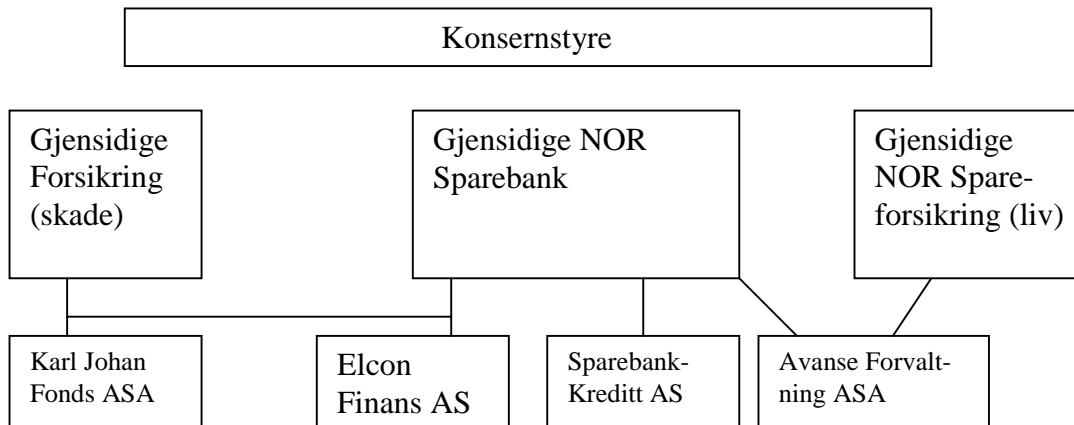 Konsernstyre
Gjensidige
Forsikring
(skade)
Gjensidige NOR
Sparebank
Gjensidige
NOR Spare-
forsikring (liv)
Karl Johan
Fonds ASA
Elcon
Finans AS
Sparebank-
Kreditt AS
Avanse Forvalt-
ning ASA